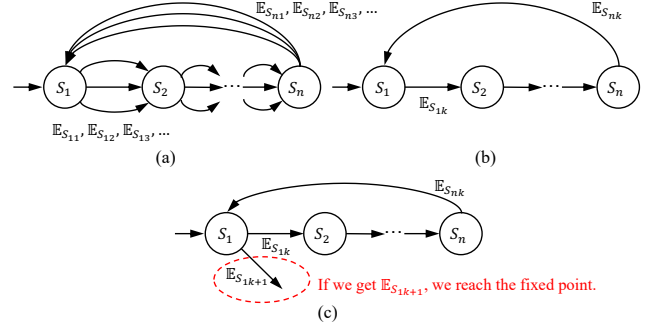 𝔼_{S_{n1}}, 𝔼_{S_{n2}}, 𝔼_{S_{n3}}, ...
S_1 S_2 ... S_n
𝔼_{S_{11}}, 𝔼_{S_{12}}, 𝔼_{S_{13}}, ...
(a)
𝔼_{S_{nk}}
S_1 S_2 ... S_n
𝔼_{S_{1k}}
(b)
𝔼_{S_{nk}}
S_1 S_2 ... S_n
𝔼_{S_{1k}}
𝔼_{S_{1k+1}}
If we get 𝔼_{S_{1k+1}}, we reach the fixed point.
(c)